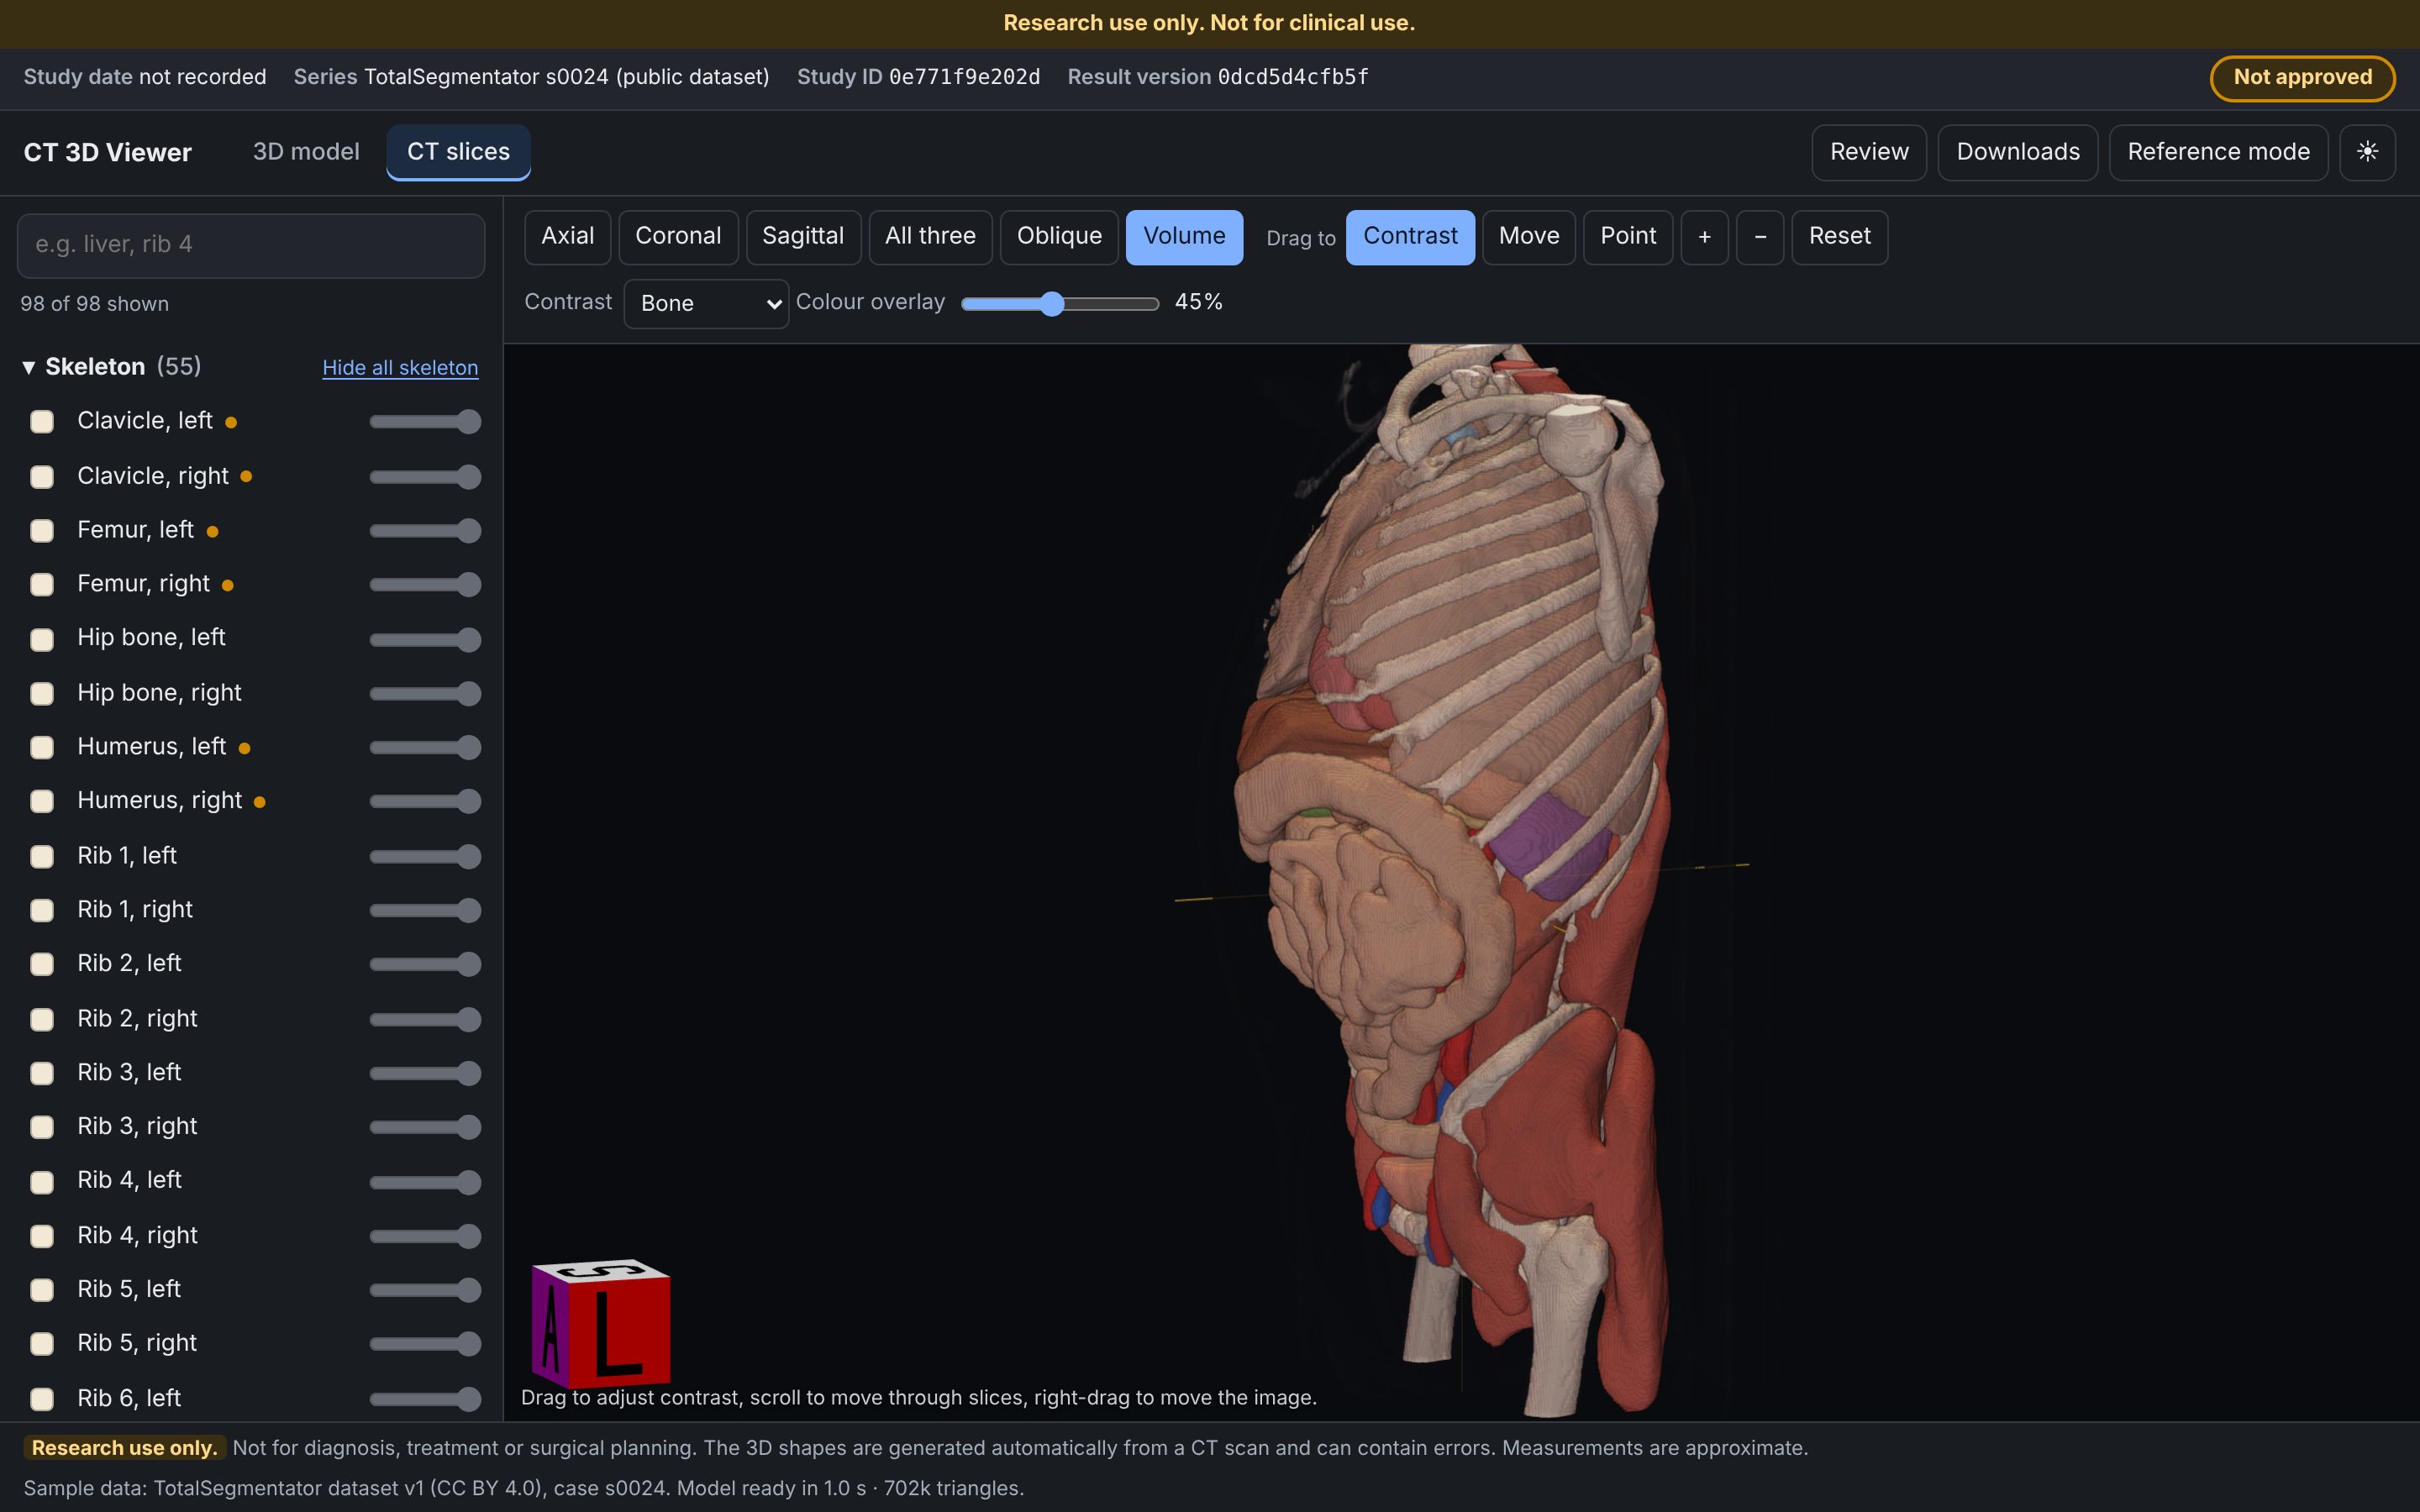 Research use only. Not for clinical use.
Study date not recorded Series TotalSegmentator s0024 (public dataset) Study ID 0e771f9e202d Result version 0dcd5d4cfb5f Not approved
CT 3D Viewer 3D model CT slices Review Downloads Reference mode
e.g. liver, rib 4
98 of 98 shown
Axial Coronal Sagittal All three Oblique Volume Drag to Contrast Move Point + − Reset
Contrast Bone Colour overlay 45%
Skeleton (55) Hide all skeleton
Clavicle, left
Clavicle, right
Femur, left
Femur, right
Hip bone, left
Hip bone, right
Humerus, left
Humerus, right
Rib 1, left
Rib 1, right
Rib 2, left
Rib 2, right
Rib 3, left
Rib 3, right
Rib 4, left
Rib 4, right
Rib 5, left
Rib 5, right
Rib 6, left
S
A L
Drag to adjust contrast, scroll to move through slices, right-drag to move the image.
Research use only. Not for diagnosis, treatment or surgical planning. The 3D shapes are generated automatically from a CT scan and can contain errors. Measurements are approximate.
Sample data: TotalSegmentator dataset v1 (CC BY 4.0), case s0024. Model ready in 1.0 s · 702k triangles.